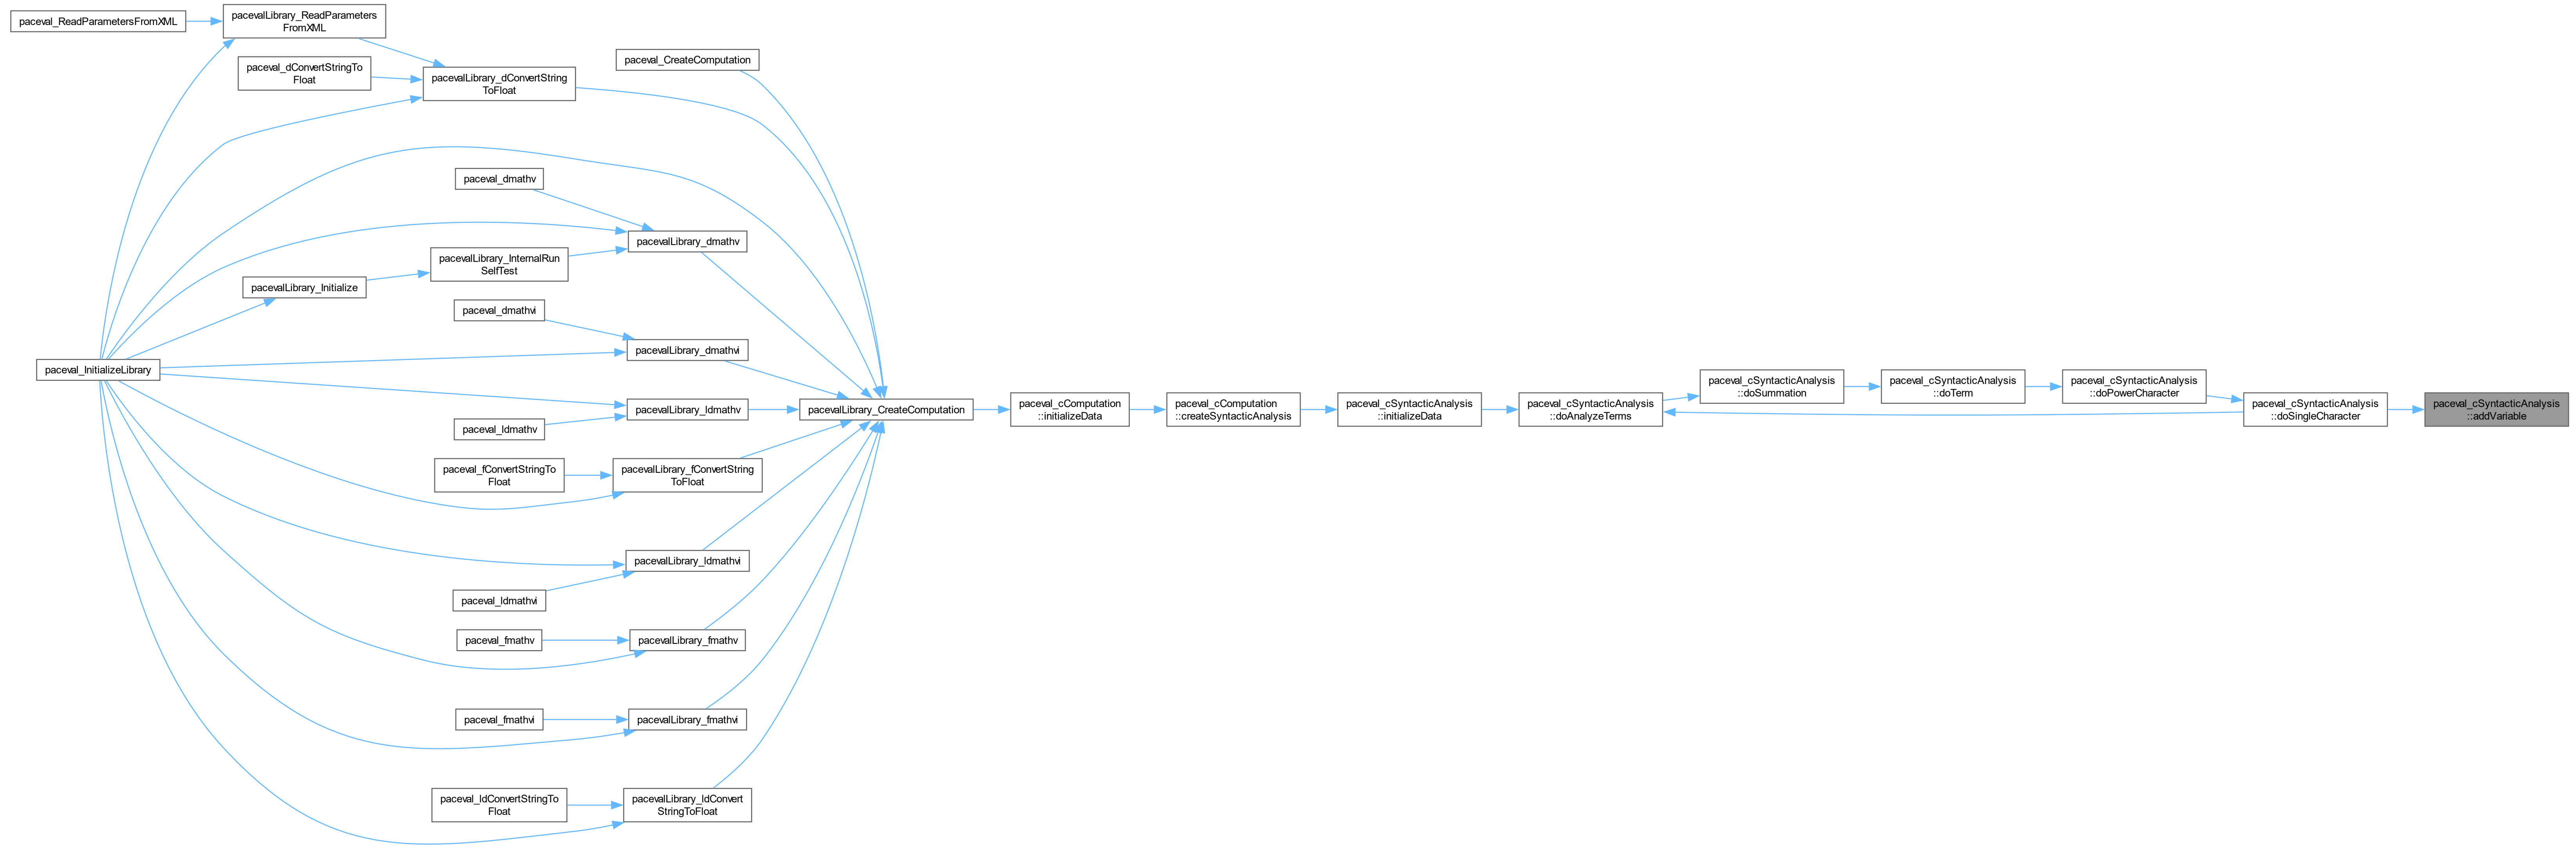 paceval_ReadParametersFromXML
pacevalLibrary_ReadParameters
FromXML
paceval_dConvertStringTo
Float
pacevalLibrary_dConvertString
ToFloat
paceval_CreateComputation
paceval_dmathv
pacevalLibrary_dmathv
pacevalLibrary_InternalRun
SelfTest
pacevalLibrary_Initialize
paceval_dmathvi
pacevalLibrary_dmathvi
paceval_InitializeLibrary
pacevalLibrary_ldmathv
paceval_ldmathv
pacevalLibrary_CreateComputation
paceval_cComputation
::initializeData
paceval_cComputation
::createSyntacticAnalysis
paceval_cSyntacticAnalysis
::initializeData
paceval_cSyntacticAnalysis
::doAnalyzeTerms
paceval_cSyntacticAnalysis
::doSummation
paceval_cSyntacticAnalysis
::doTerm
paceval_cSyntacticAnalysis
::doPowerCharacter
paceval_cSyntacticAnalysis
::doSingleCharacter
paceval_cSyntacticAnalysis
::addVariable
paceval_fConvertStringTo
Float
pacevalLibrary_fConvertString
ToFloat
pacevalLibrary_ldmathvi
paceval_ldmathvi
paceval_fmathv
pacevalLibrary_fmathv
paceval_fmathvi
pacevalLibrary_fmathvi
paceval_ldConvertStringTo
Float
pacevalLibrary_ldConvert
StringToFloat